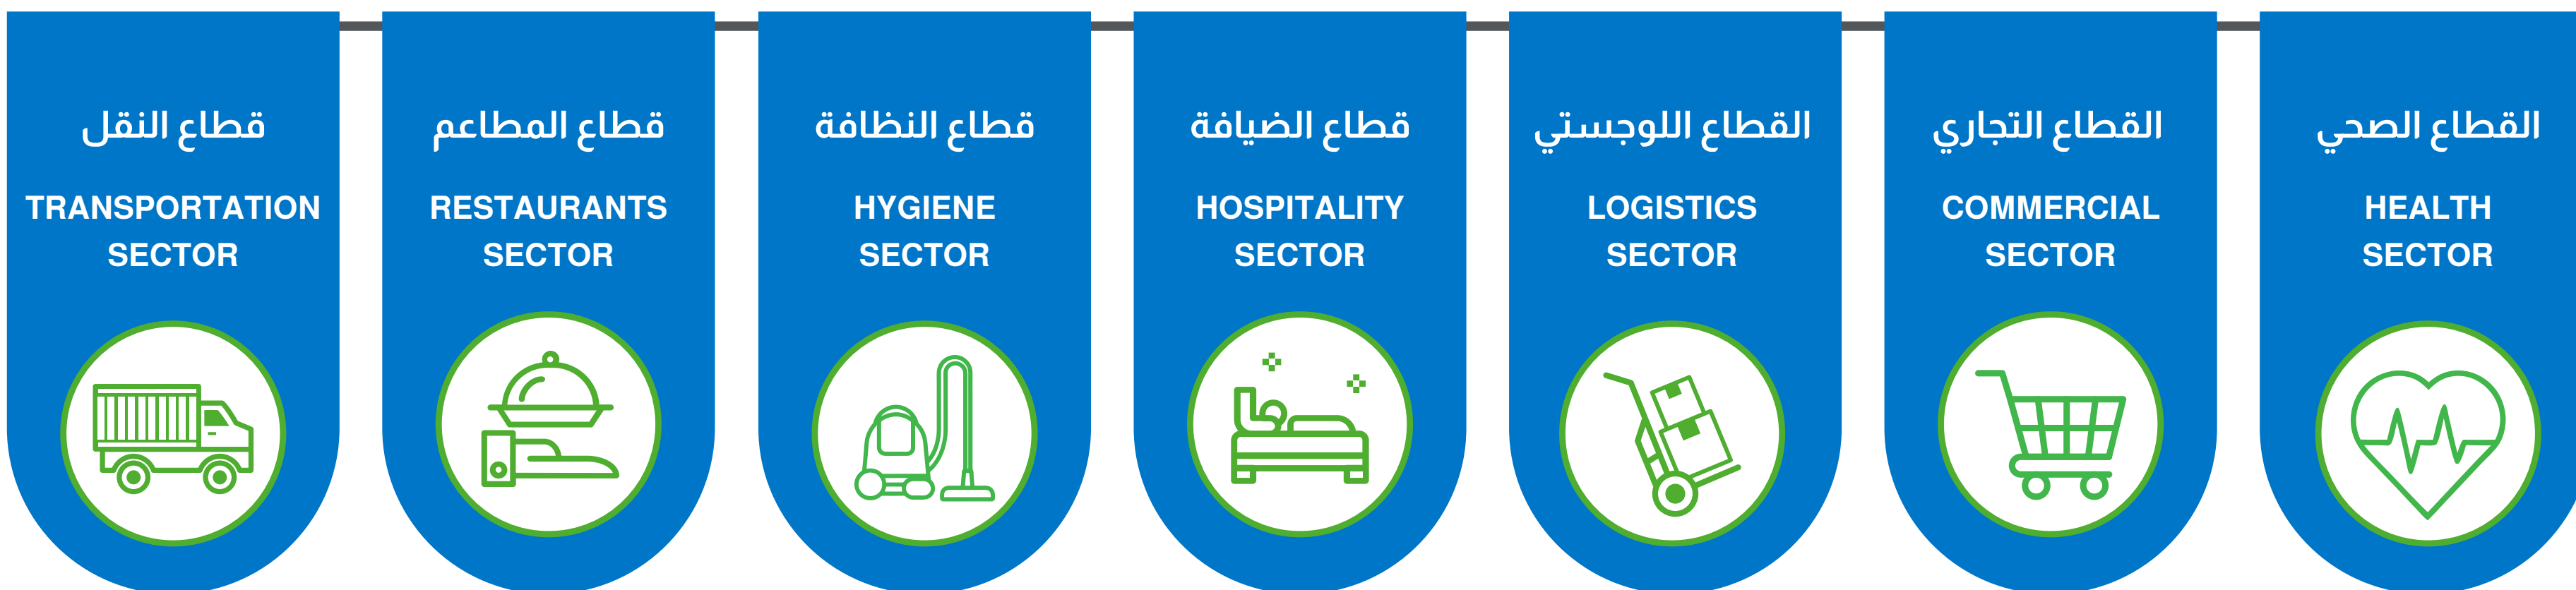 قطاع النقل
TRANSPORTATION
SECTOR
قطاع المطاعم
RESTAURANTS
SECTOR
قطاع النظافة
HYGIENE
SECTOR
قطاع الضيافة
HOSPITALITY
SECTOR
القطاع اللوجستي
LOGISTICS
SECTOR
القطاع التجاري
COMMERCIAL
SECTOR
القطاع الصحي
HEALTH
SECTOR